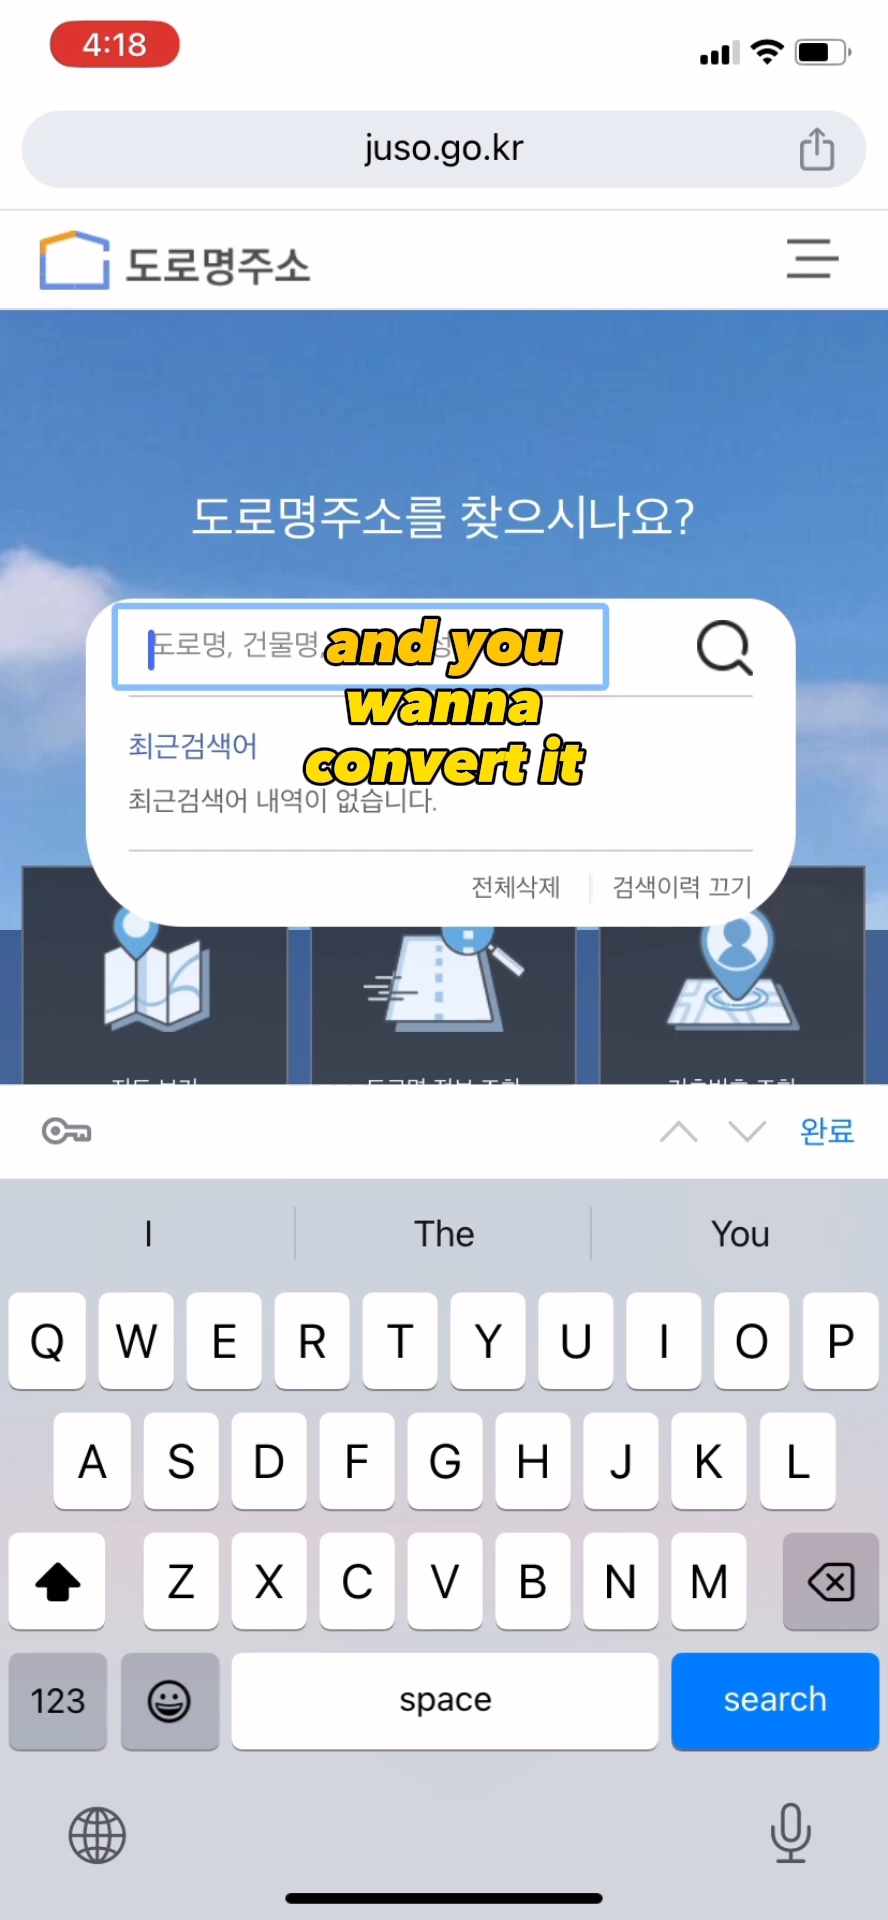 4:18
juso.go.kr
도로명주소
도로명주소를 찾으시나요?
도로명, 건물명,
and you
wanna
convert it
최근검색어
최근검색어 내역이 없습니다.
전체삭제 검색이력 끄기
완료
I The You
Q W E R T Y U I O P
A S D F G H J K L
Z X C V B N M
123 space search